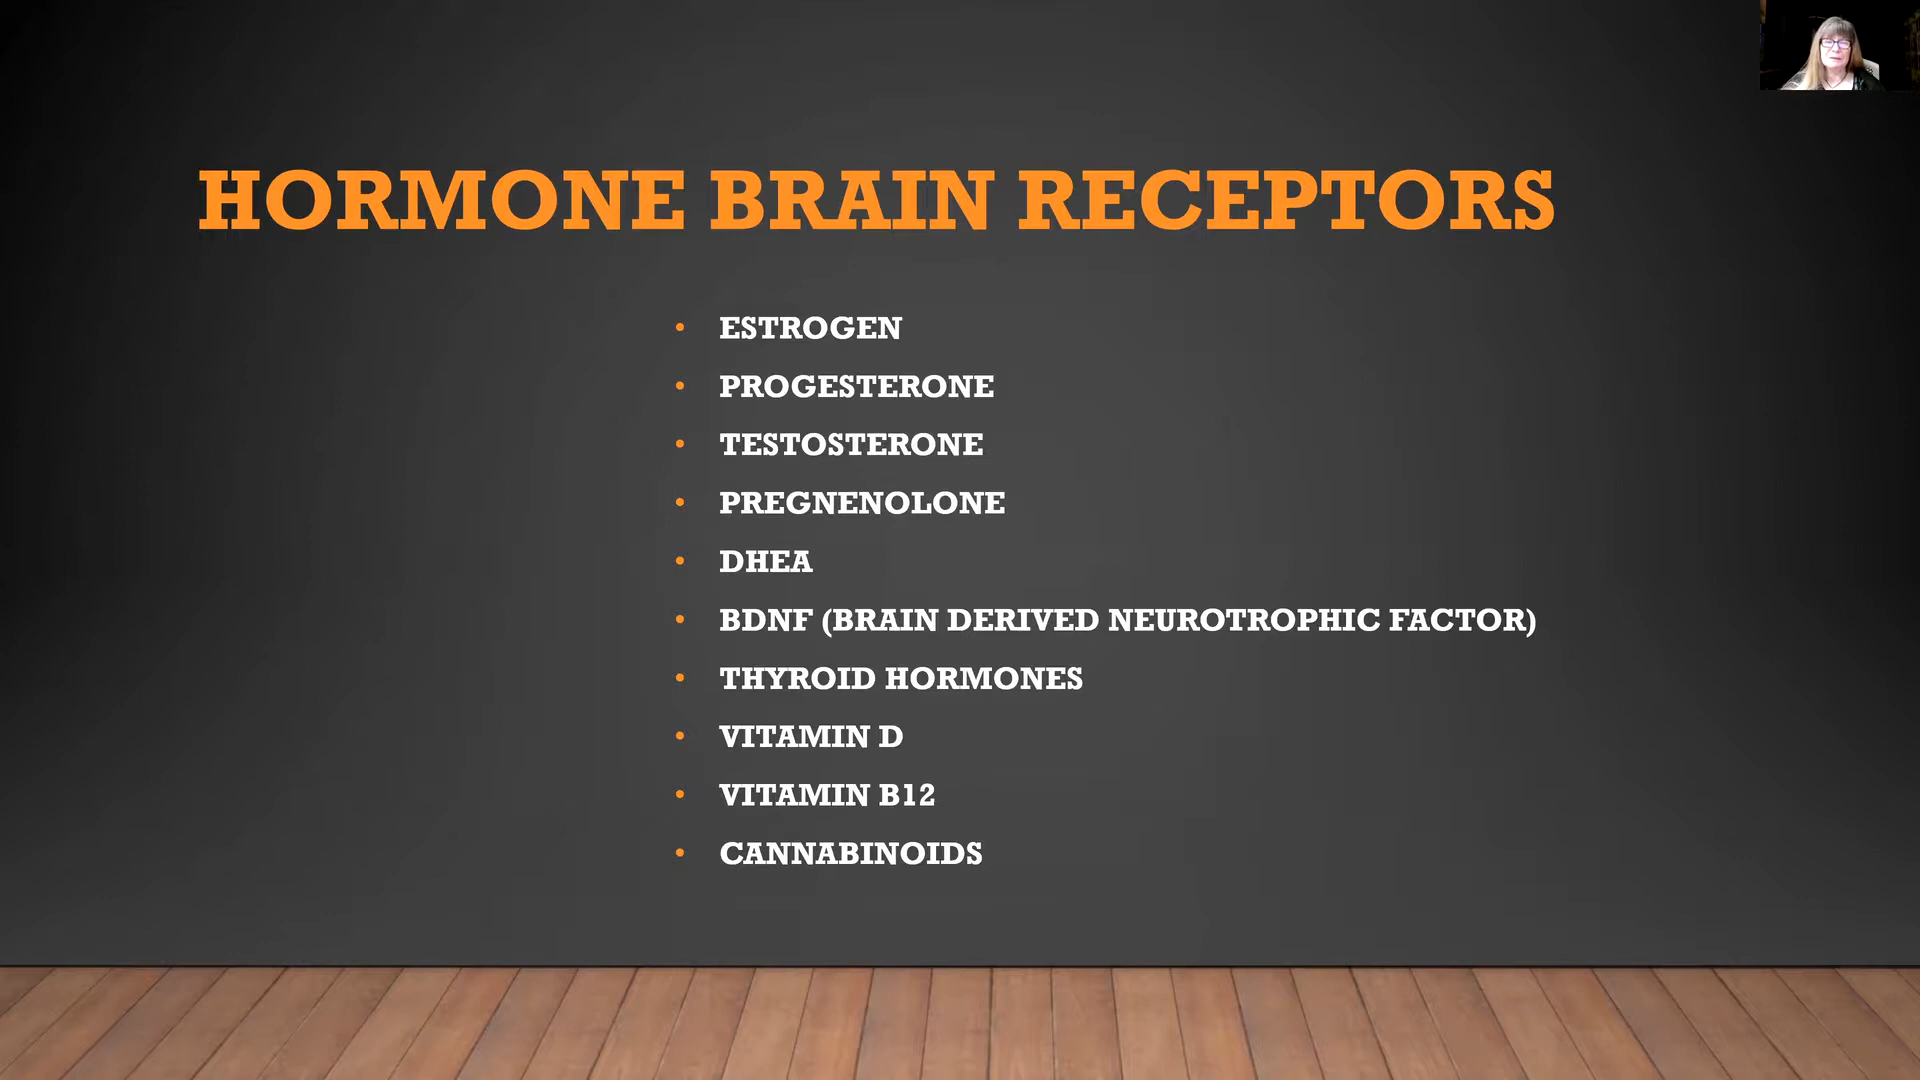 HORMONE BRAIN RECEPTORS
• ESTROGEN
• PROGESTERONE
• TESTOSTERONE
• PREGNENOLONE
• DHEA
• BDNF (BRAIN DERIVED NEUROTROPHIC FACTOR)
• THYROID HORMONES
• VITAMIN D
• VITAMIN B12
• CANNABINOIDS